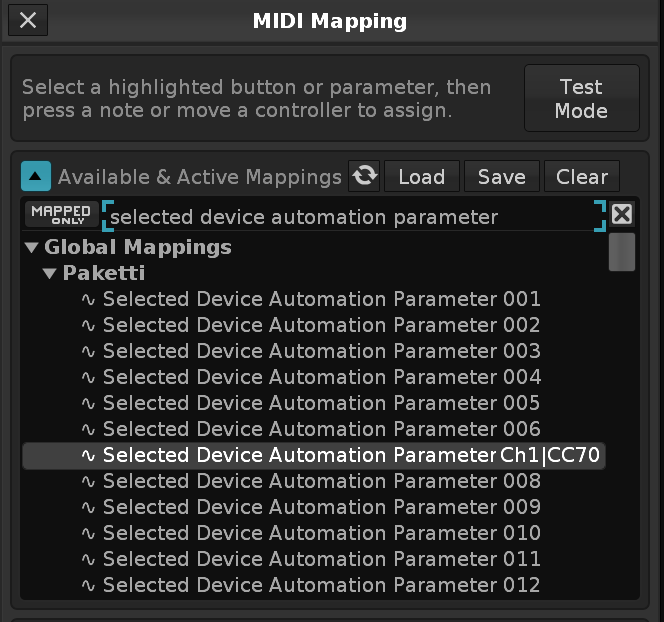 MIDI Mapping
Select a highlighted button or parameter, then
press a note or move a controller to assign.
Test
Mode
Available & Active Mappings
Load
Save
Clear
MAPPED
ONLY
selected device automation parameter
Global Mappings
Paketti
Selected Device Automation Parameter 001
Selected Device Automation Parameter 002
Selected Device Automation Parameter 003
Selected Device Automation Parameter 004
Selected Device Automation Parameter 005
Selected Device Automation Parameter 006
Selected Device Automation Parameter Ch1|CC70
Selected Device Automation Parameter 008
Selected Device Automation Parameter 009
Selected Device Automation Parameter 010
Selected Device Automation Parameter 011
Selected Device Automation Parameter 012